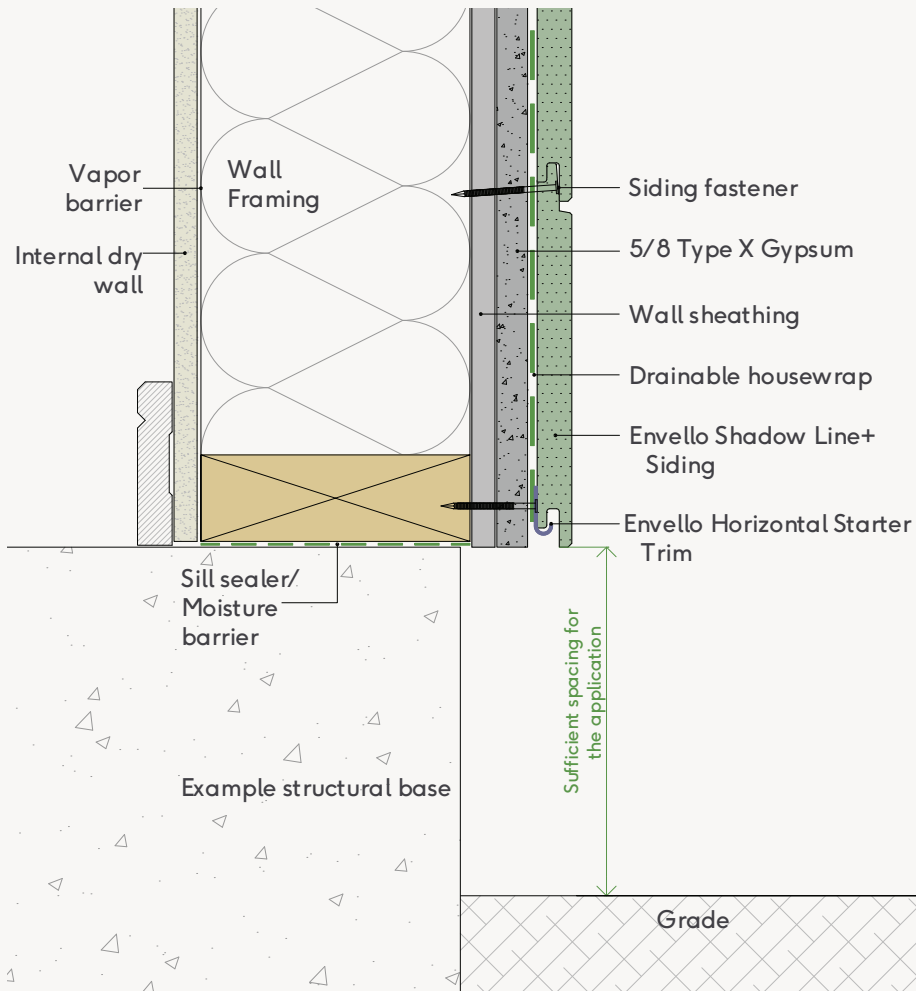 Vapor
barrier
Wall
Framing
Internal dry
wall
Siding fastener
5/8 Type X Gypsum
Wall sheathing
Drainable housewrap
Envello Shadow Line+
Siding
Envello Horizontal Starter
Trim
Sill sealer/
Moisture
barrier
Sufficient spacing for
the application
Example structural base
Grade